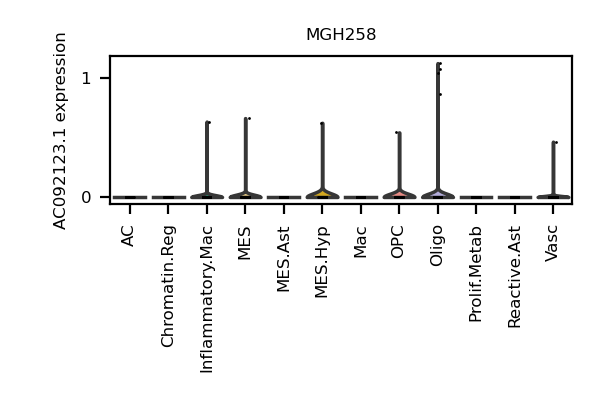 MGH258
AC092123.1 expression
1
0
AC
Chromatin.Reg
Inflammatory.Mac
MES
MES.Ast
MES.Hyp
Mac
OPC
Oligo
Prolif.Metab
Reactive.Ast
Vasc